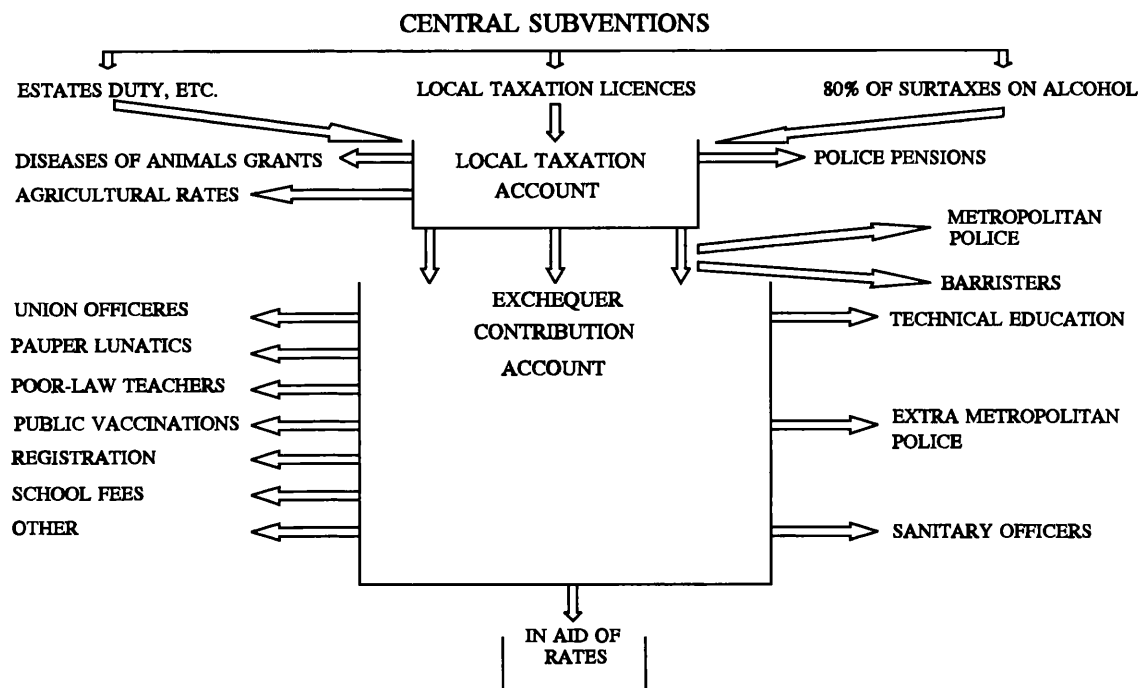 CENTRAL SUBVENTIONS
ESTATES DUTY, ETC.
LOCAL TAXATION LICENCES
80% OF SURTAXES ON ALCOHOL
DISEASES OF ANIMALS GRANTS
LOCAL TAXATION
ACCOUNT
POLICE PENSIONS
AGRICULTURAL RATES
METROPOLITAN
POLICE
BARRISTERS
EXCHEQUER
CONTRIBUTION
ACCOUNT
UNION OFFICERES
PAUPER LUNATICS
POOR-LAW TEACHERS
PUBLIC VACCINATIONS
REGISTRATION
SCHOOL FEES
OTHER
TECHNICAL EDUCATION
EXTRA METROPOLITAN
POLICE
SANITARY OFFICERS
IN AID OF
RATES